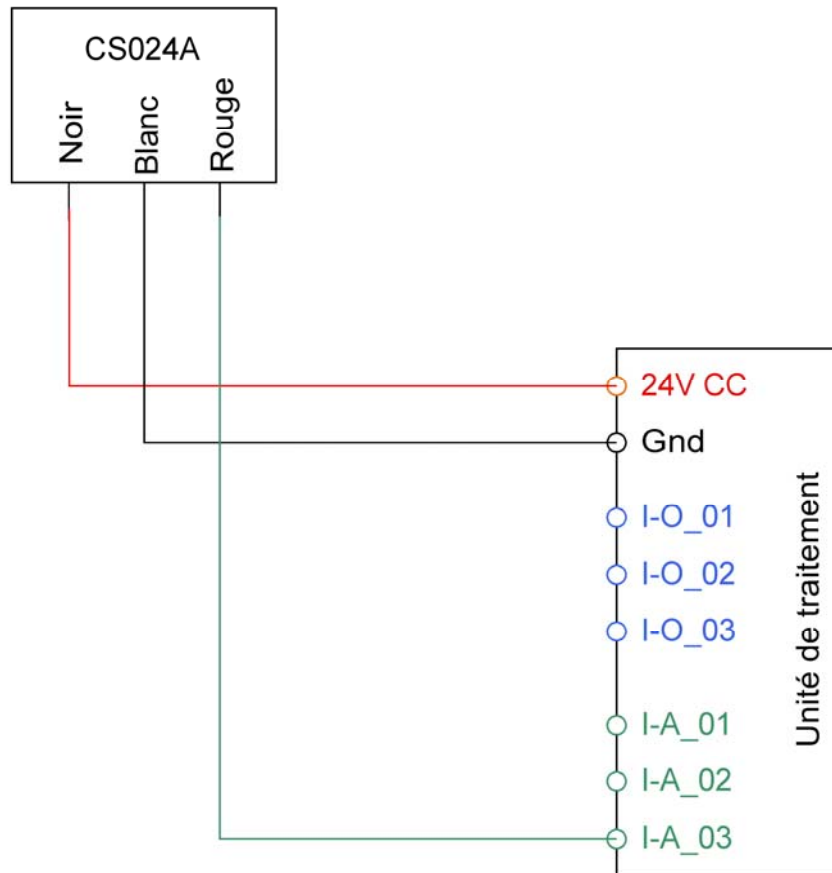 CS024A
Noir
Blanc
Rouge
24V CC
Gnd
I-O_01
I-O_02
I-O_03
I-A_01
I-A_02
I-A_03
Unité de traitement